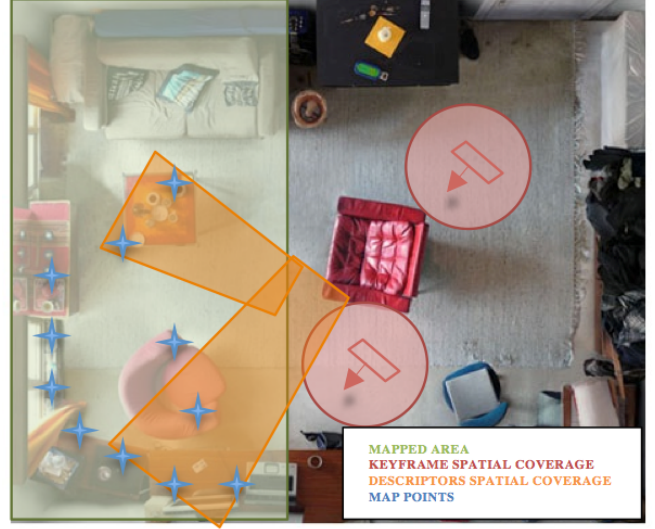 MAPPED AREA
KEYFRAME SPATIAL COVERAGE
DESCRIPTORS SPATIAL COVERAGE
MAP POINTS